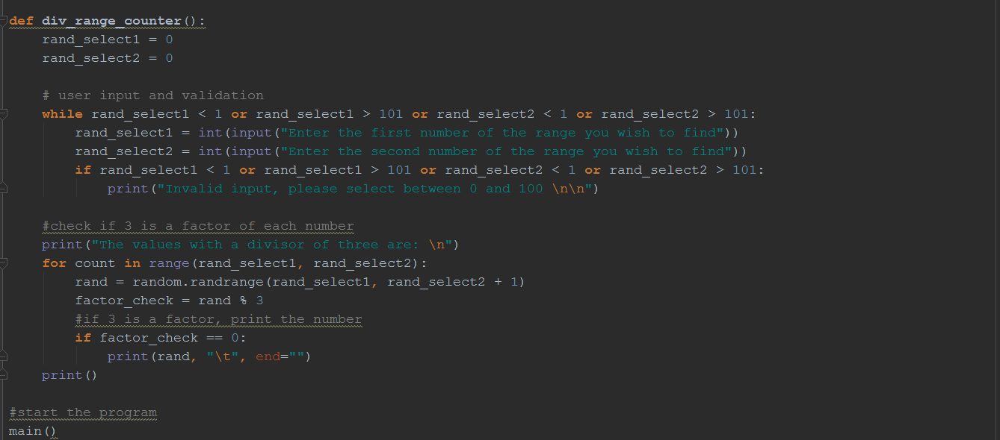 def div_range_counter():
    rand_select1 = 0
    rand_select2 = 0
    # user input and validation
    while rand_select1 < 1 or rand_select1 > 101 or rand_select2 < 1 or rand_select2 > 101:
        rand_select1 = int(input("Enter the first number of the range you wish to find"))
        rand_select2 = int(input("Enter the second number of the range you wish to find"))
        if rand_select1 < 1 or rand_select1 > 101 or rand_select2 < 1 or rand_select2 > 101:
            print("Invalid input, please select between 0 and 100 \n\n")
    #check if 3 is a factor of each number
    print("The values with a divisor of three are: \n")
    for count in range(rand_select1, rand_select2):
        rand = random.randrange(rand_select1, rand_select2 + 1)
        factor_check = rand % 3
        #if 3 is a factor, print the number
        if factor_check == 0:
            print(rand, "\t", end="")
    print()
#start the program
main()